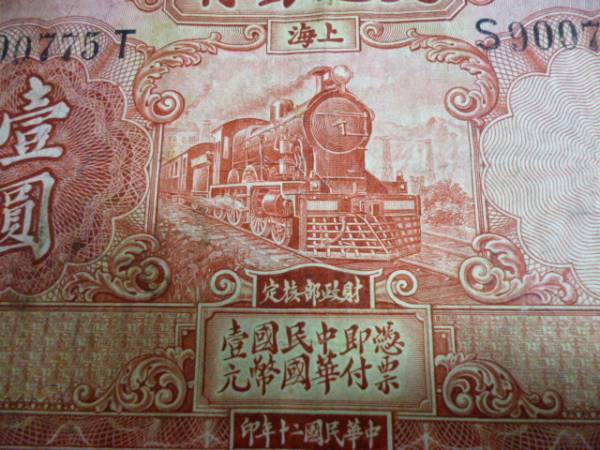 上海
00775 T
S9007
壹圓
財政部核定
憑票
即付
中華
民國
國幣
壹元
中華民國二十年印